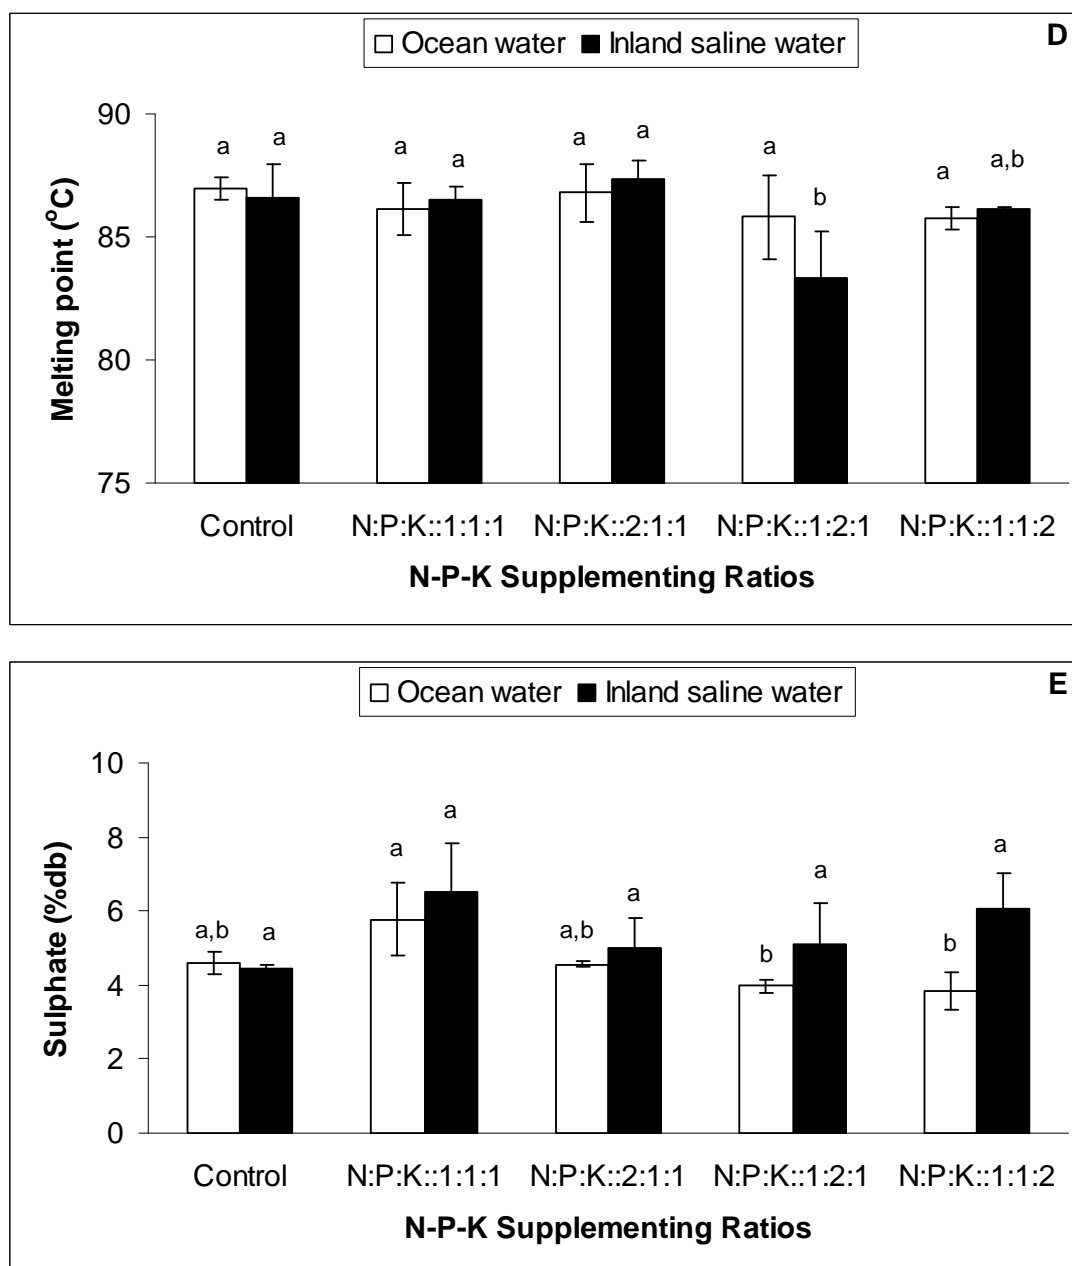 Ocean water Inland saline water
D
Melting point (°C)
90
85
80
75
a a a a a a a b a a,b
Control N:P:K::1:1:1 N:P:K::2:1:1 N:P:K::1:2:1 N:P:K::1:1:2
N-P-K Supplementing Ratios
Ocean water Inland saline water
E
Sulphate (%db)
10
8
6
4
2
0
a,b a a a a,b a b a b a
Control N:P:K::1:1:1 N:P:K::2:1:1 N:P:K::1:2:1 N:P:K::1:1:2
N-P-K Supplementing Ratios